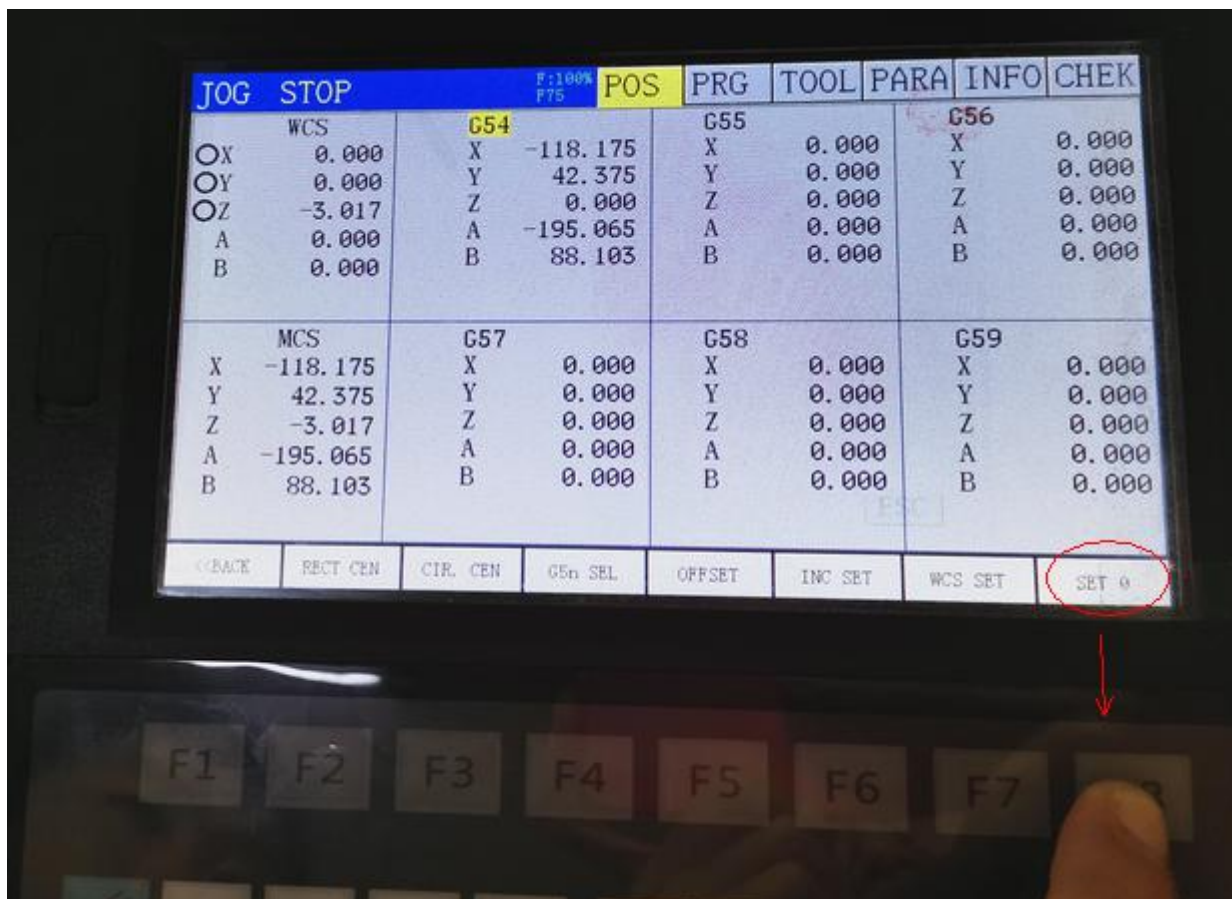 JOG STOP F:100% F75 POS PRG TOOL PARA INFO CHEK
WCS
OX 0.000
OY 0.000
OZ -3.017
A 0.000
B 0.000
G54
X -118.175
Y 42.375
Z 0.000
A -195.065
B 88.103
G55
X 0.000
Y 0.000
Z 0.000
A 0.000
B 0.000
G56
X 0.000
Y 0.000
Z 0.000
A 0.000
B 0.000
MCS
X -118.175
Y 42.375
Z -3.017
A -195.065
B 88.103
G57
X 0.000
Y 0.000
Z 0.000
A 0.000
B 0.000
G58
X 0.000
Y 0.000
Z 0.000
A 0.000
B 0.000
G59
X 0.000
Y 0.000
Z 0.000
A 0.000
B 0.000
ESC
<<BACK RECT CEN CIR. CEN G5n SEL OFFSET INC SET WCS SET SET 0
F1 F2 F3 F4 F5 F6 F7